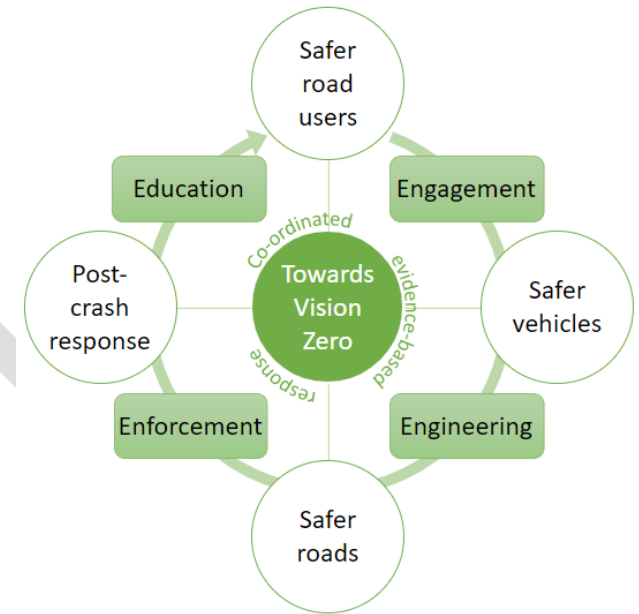 Safer
road
users
Education
Engagement
Co-ordinated
evidence-based
response
Towards
Vision
Zero
Post-
crash
response
Safer
vehicles
Enforcement
Engineering
Safer
roads